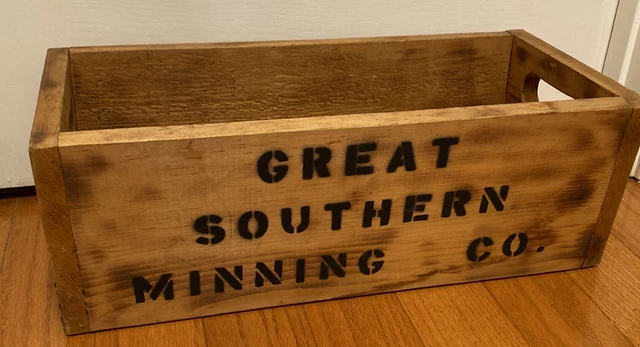 GREAT
SOUTHERN
MINNING CO.